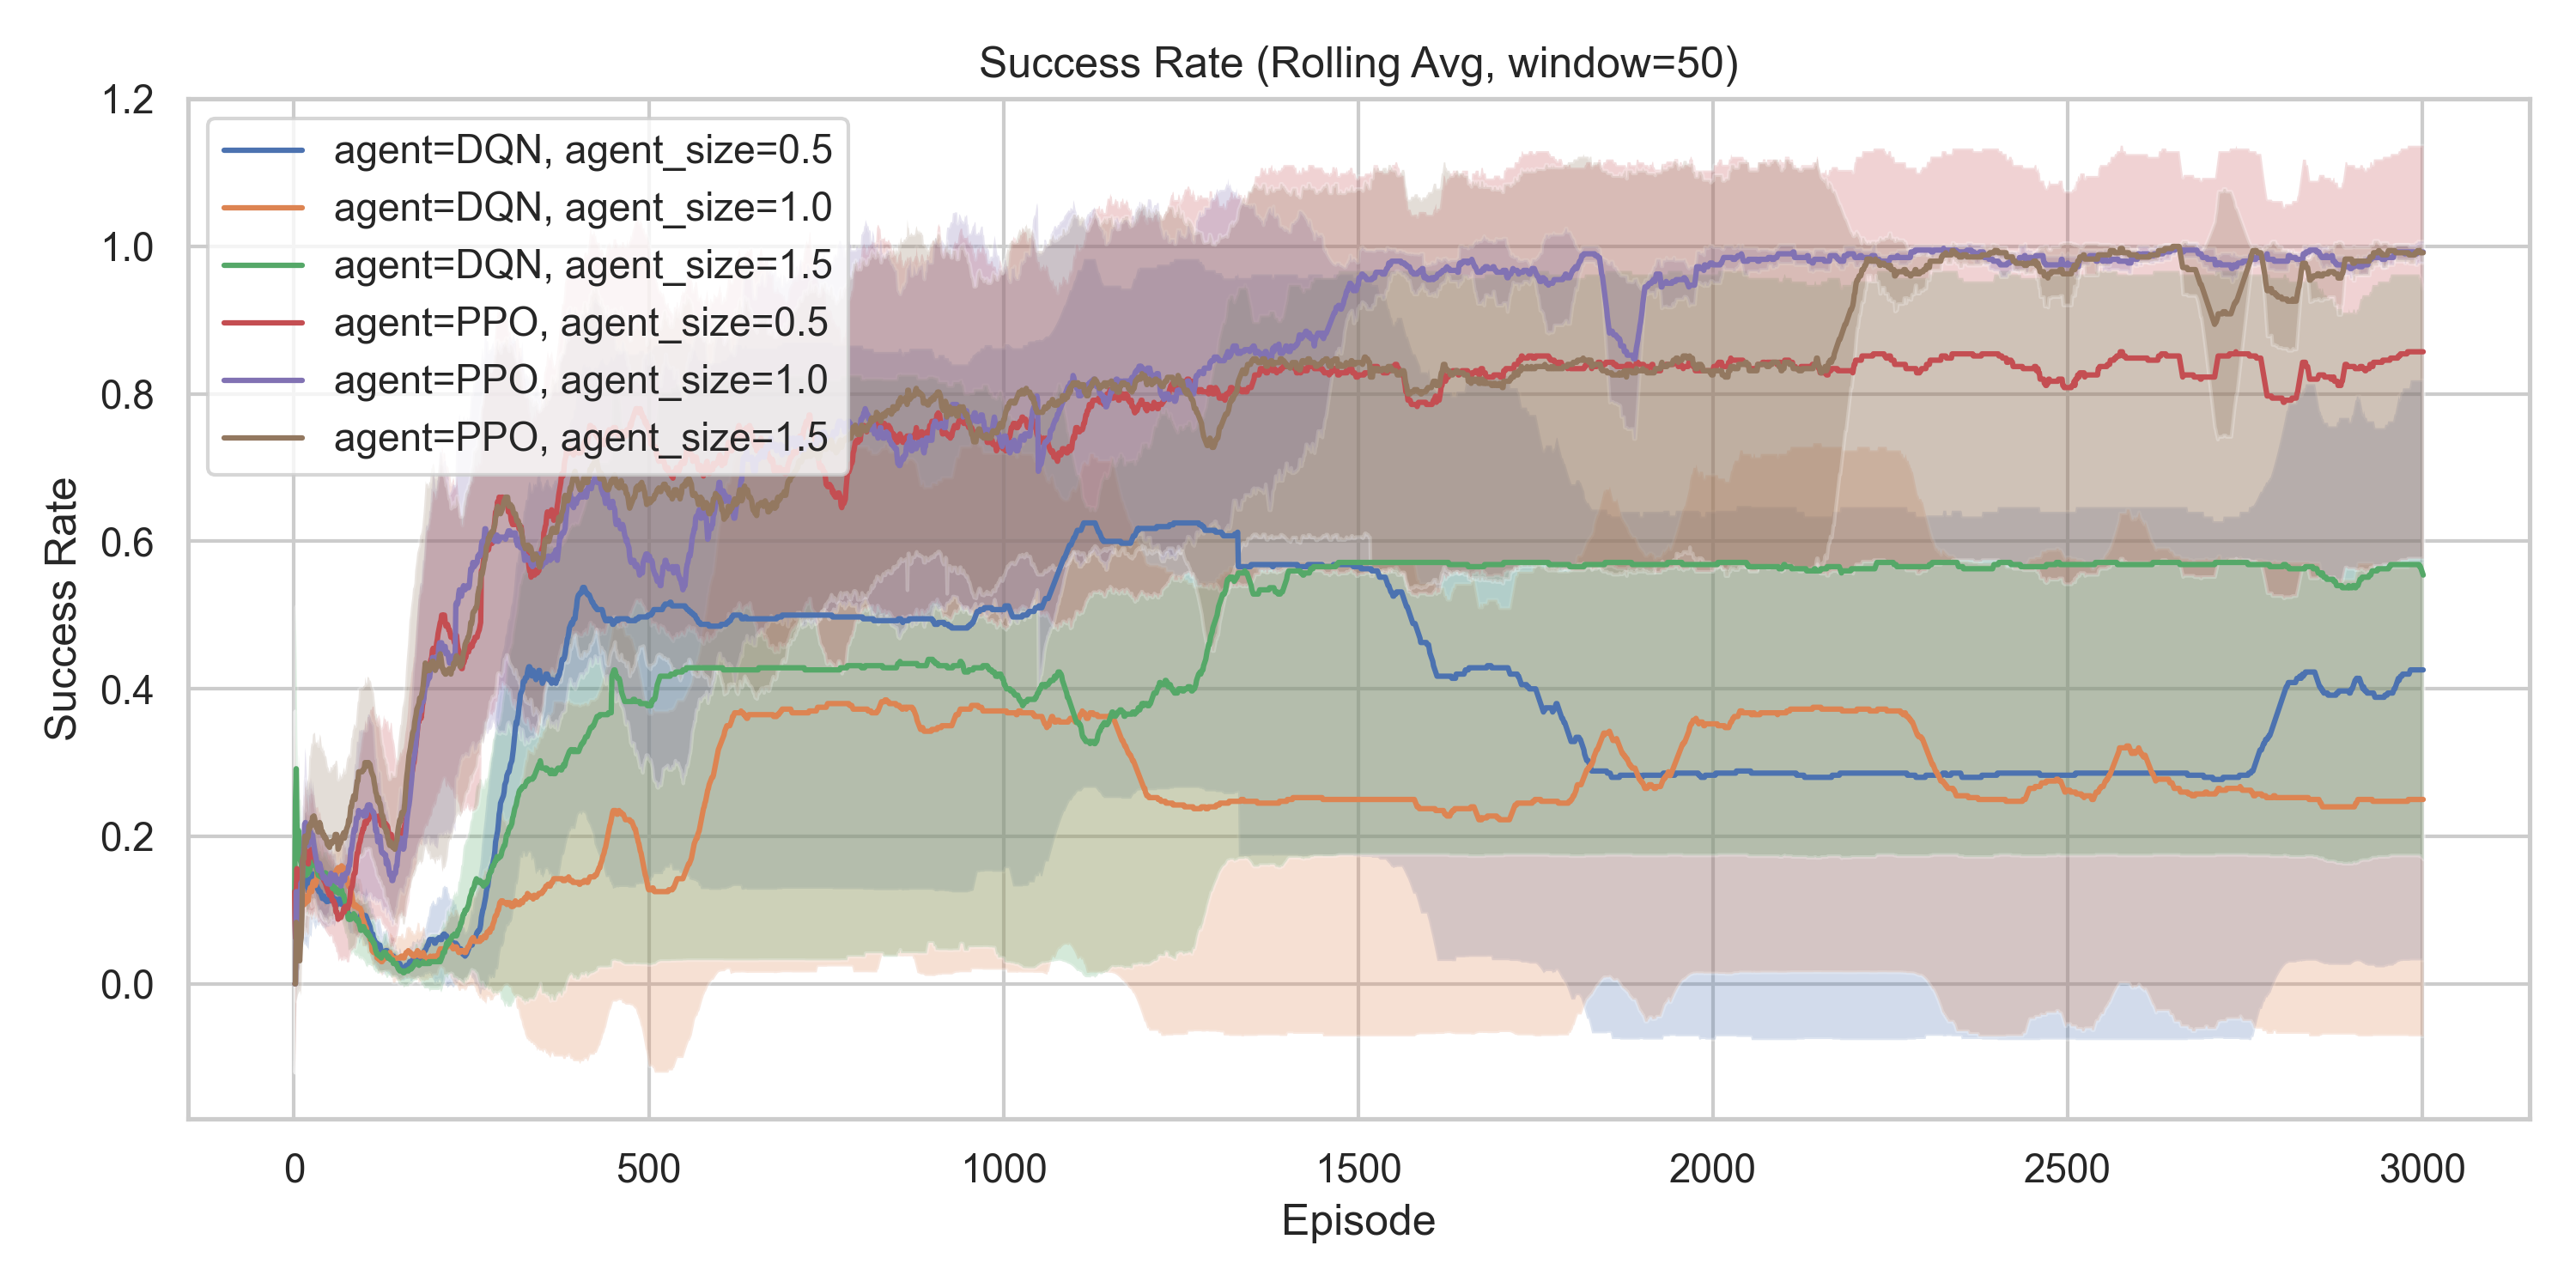 Success Rate (Rolling Avg, window=50)
1.2
1.0
0.8
0.6
0.4
0.2
0.0
Success Rate
agent=DQN, agent_size=0.5
agent=DQN, agent_size=1.0
agent=DQN, agent_size=1.5
agent=PPO, agent_size=0.5
agent=PPO, agent_size=1.0
agent=PPO, agent_size=1.5
0 500 1000 1500 2000 2500 3000
Episode